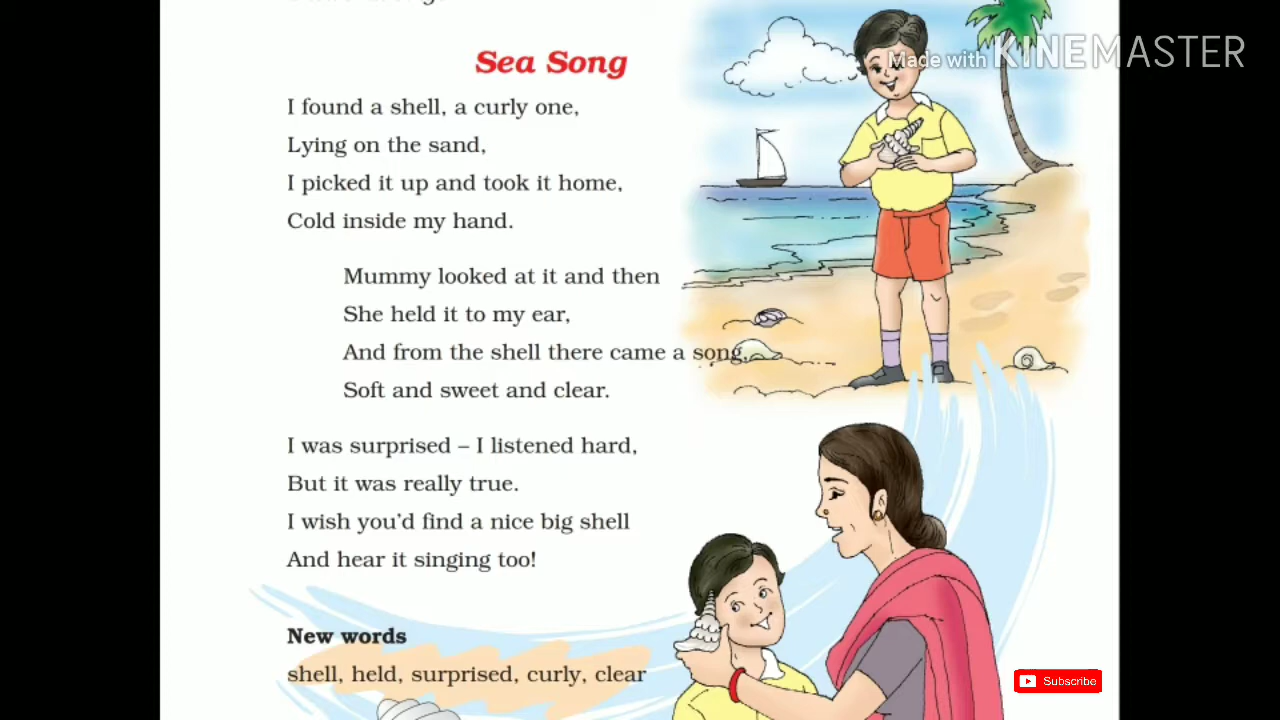 Sea Song
I found a shell, a curly one,
Lying on the sand,
I picked it up and took it home,
Cold inside my hand.
Mummy looked at it and then
She held it to my ear,
And from the shell there came a song,
Soft and sweet and clear.
I was surprised – I listened hard,
But it was really true.
I wish you'd find a nice big shell
And hear it singing too!
New words
shell, held, surprised, curly, clear
Made with KINEMASTER
Subscribe